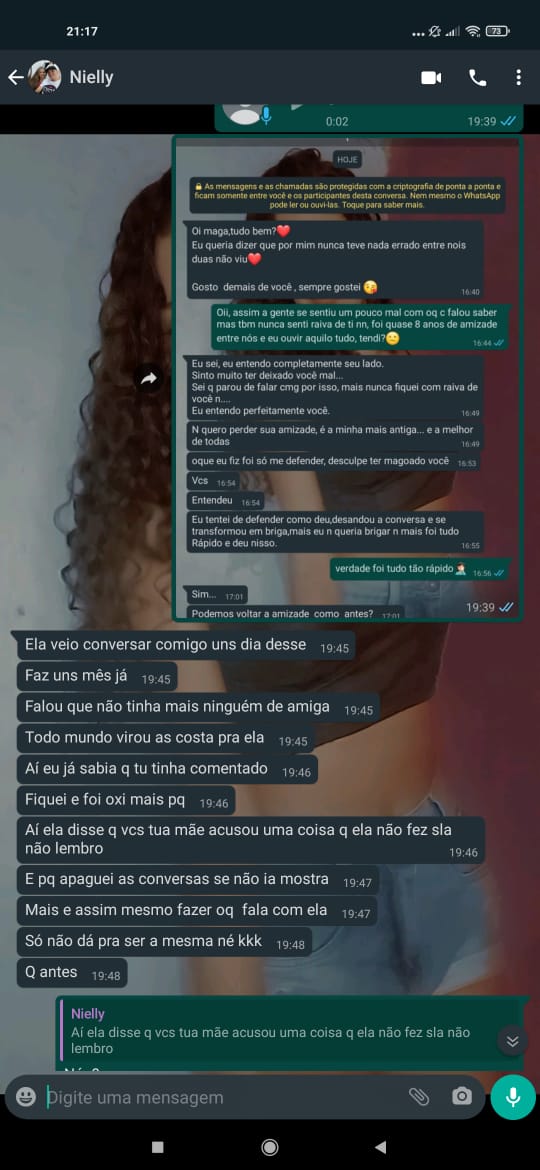 21:17
73
Nielly
0:02
19:39
HOJE
As mensagens e as chamadas são protegidas com a criptografia de ponta a ponta e
ficam somente entre você e os participantes desta conversa. Nem mesmo o WhatsApp
pode ler ou ouvi-las. Toque para saber mais.
Oi maga,tudo bem?❤️
Eu queria dizer que por mim nunca teve nada errado entre nois
duas não viu❤️
Gosto demais de você , sempre gostei 😘
16:40
Oii, assim a gente se sentiu um pouco mal com oq c falou saber
mas tbm nunca senti raiva de ti nn, foi quase 8 anos de amizade
entre nós e eu ouvir aquilo tudo, tendi?🙂
16:44
Eu sei, eu entendo completamente seu lado.
Sinto muito ter deixado você mal...
Sei q parou de falar cmg por isso, mais nunca fiquei com raiva de
você n....
Eu entendo perfeitamente você.
16:49
N quero perder sua amizade, é a minha mais antiga... e a melhor
de todas
16:49
oque eu fiz foi só me defender, desculpe ter magoado você 16:53
Vcs 16:54
Entendeu 16:54
Eu tentei de defender como deu,desandou a conversa e se
transformou em briga,mais eu n queria brigar n mais foi tudo
Rápido e deu nisso.
16:55
verdade foi tudo tão rápido🤦🏻‍♀️ 16:56
Sim... 17:01
Podemos voltar a amizade como antes? 17:01
19:39
Ela veio conversar comigo uns dia desse 19:45
Faz uns mês já 19:45
Falou que não tinha mais ninguém de amiga 19:45
Todo mundo virou as costa pra ela 19:45
Aí eu já sabia q tu tinha comentado 19:46
Fiquei e foi oxi mais pq 19:46
Aí ela disse q vcs tua mãe acusou uma coisa q ela não fez sla
não lembro
19:46
E pq apaguei as conversas se não ia mostra 19:47
Mais e assim mesmo fazer oq fala com ela 19:47
Só não dá pra ser a mesma né kkk 19:48
Q antes 19:48
Nielly
Aí ela disse q vcs tua mãe acusou uma coisa q ela não fez sla não
lembro
Digite uma mensagem